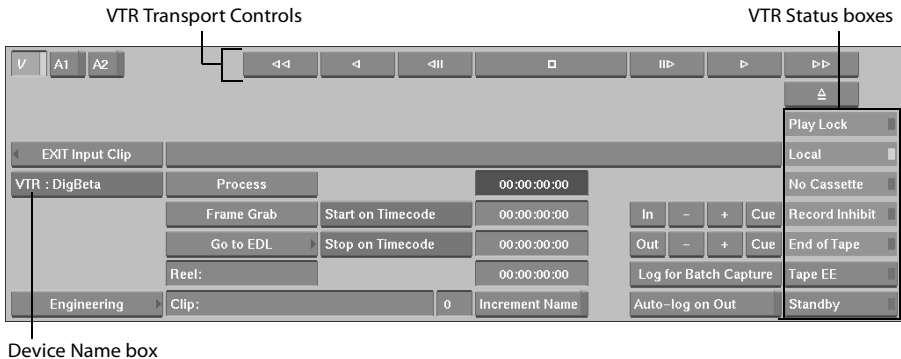 VTR Transport Controls VTR Status boxes
V A1 A2
Play Lock
EXIT Input Clip Local
VTR : DigBeta Process 00:00:00:00 No Cassette
Frame Grab Start on Timecode 00:00:00:00 In - + Cue Record Inhibit
Go to EDL Stop on Timecode 00:00:00:00 Out - + Cue End of Tape
Reel: 00:00:00:00 Log for Batch Capture Tape EE
Engineering Clip: 0 Increment Name Auto-log on Out Standby
Device Name box